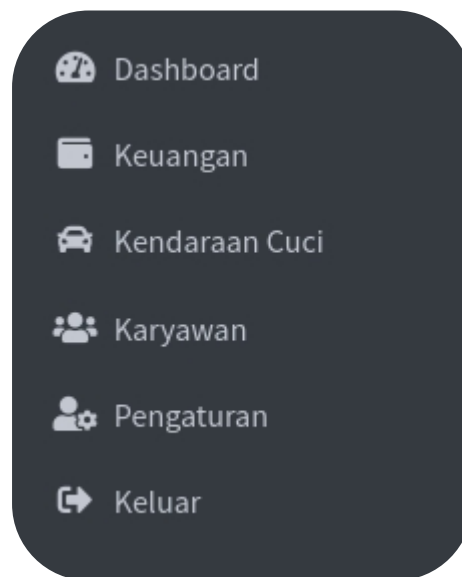 Dashboard
Keuangan
Kendaraan Cuci
Karyawan
Pengaturan
Keluar